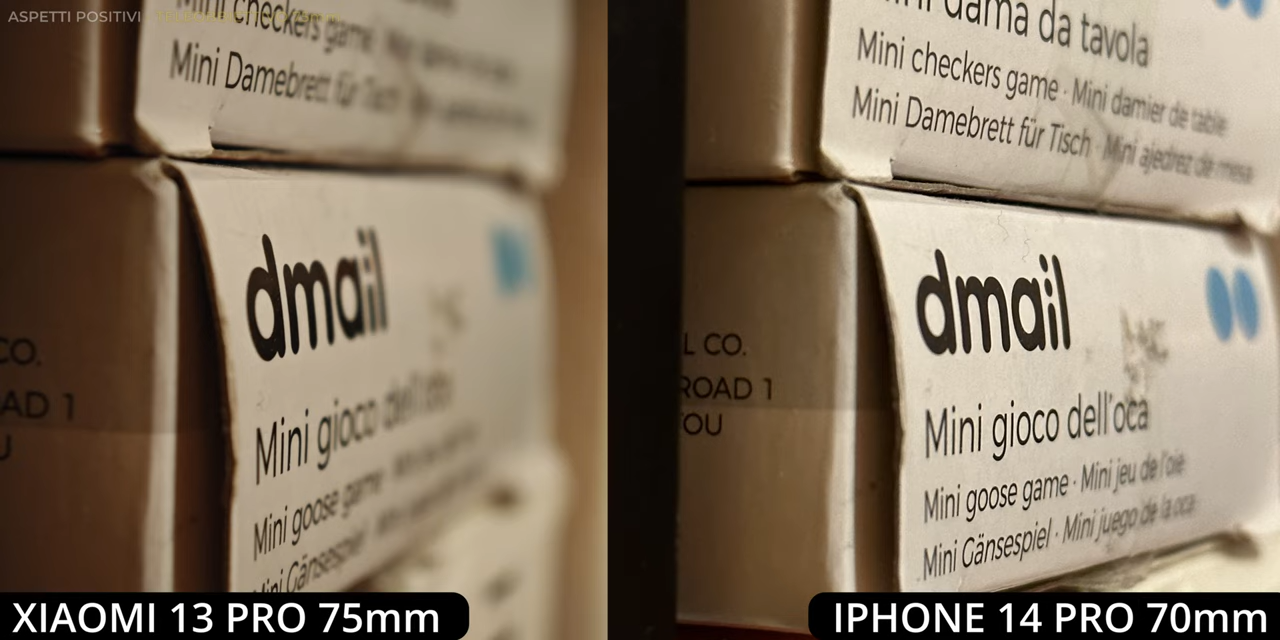 ASPETTI POSITIVI
Mini checkers game
Mini Damebrett für Tisch
dmail
CO.
AD 1
U
Mini gioco dell'oca
Mini goose game
Mini Gänsespiel
XIAOMI 13 PRO 75mm
Mini dama da tavola
Mini checkers game · Mini damier de table
Mini Damebrett für Tisch · Mini ajedrez de mesa
dmail
L CO.
ROAD 1
OU
Mini gioco dell'oca
Mini goose game · Mini jeu de l'oie
Mini Gänsespiel · Mini juego de la oca
IPHONE 14 PRO 70mm